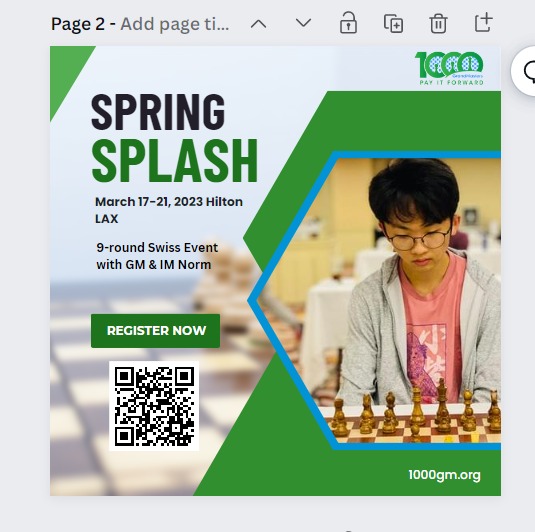 Page 2 - Add page ti...
1000
PAY IT FORWARD
SPRING
SPLASH
March 17-21, 2023 Hilton
LAX
9-round Swiss Event
with GM & IM Norm
REGISTER NOW
1000gm.org